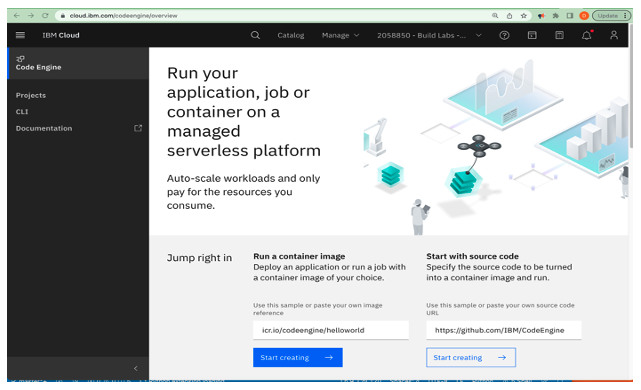 cloud.ibm.com/codeengine/overview
Update
IBM Cloud
Catalog
Manage
2058850 - Build Labs -...
Code Engine
Projects
CLI
Documentation
Run your
application, job or
container on a
managed
serverless platform
Auto-scale workloads and only
pay for the resources you
consume.
Jump right in
Run a container image
Deploy an application or run a job with
a container image of your choice.
Use this sample or paste your own image
reference
icr.io/codeengine/helloworld
Start creating
Start with source code
Specify the source code to be turned
into a container image and run.
Use this sample or paste your own source code
URL
https://github.com/IBM/CodeEngine
Start creating